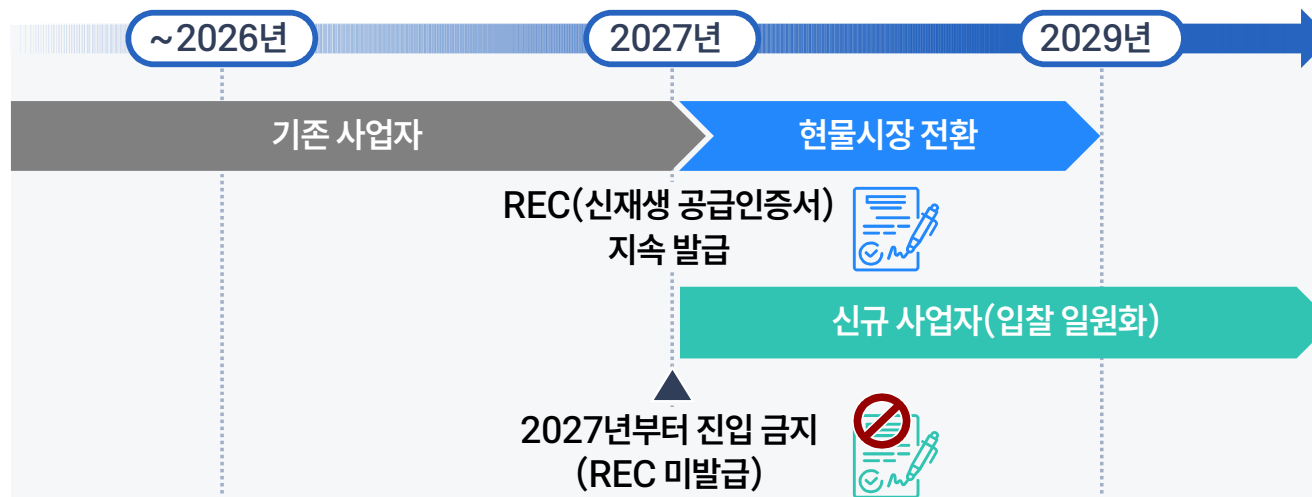 ~2026년
2027년
2029년
기존 사업자
현물시장 전환
REC(신재생 공급인증서)
지속 발급
신규 사업자(입찰 일원화)
2027년부터 진입 금지
(REC 미발급)